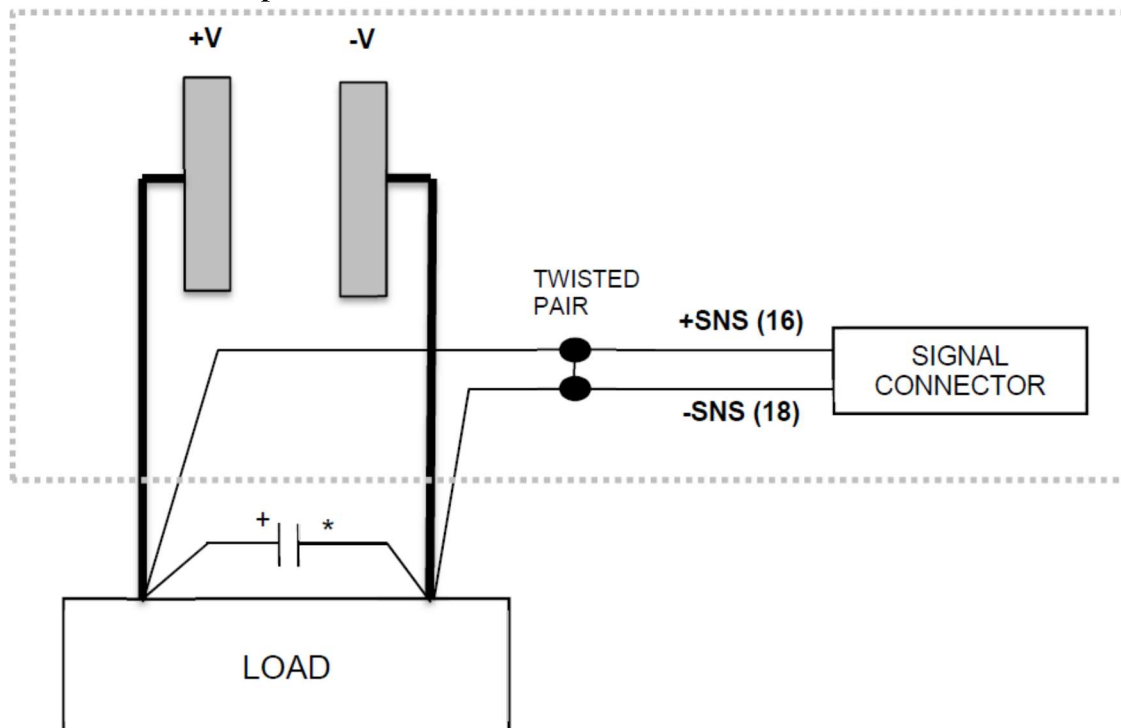 +V
-V
TWISTED
PAIR
+SNS (16)
-SNS (18)
SIGNAL
CONNECTOR
+
*
LOAD